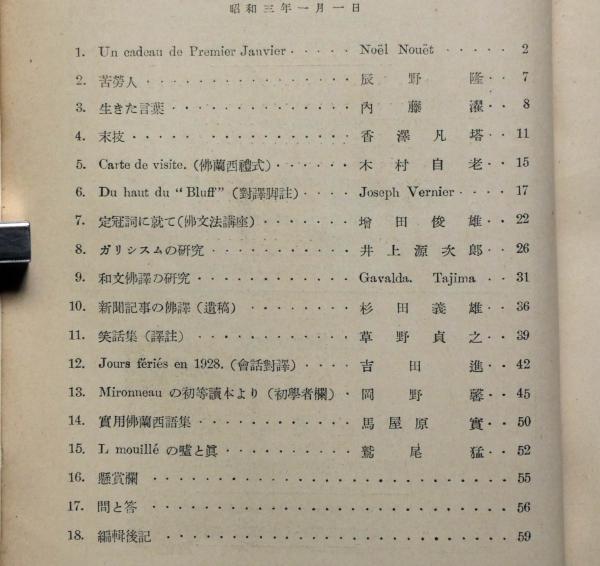 昭和三年一月一日
1. Un cadeau de Premier Janvier ····· Noël Nouët ····· 2
2. 苦勞人 ············· 辰野隆 ·· 7
3. 生きた言葉 ············ 內藤濯 ·· 8
4. 末技 ·············· 香澤凡塔 ·· 11
5. Carte de visite. (佛蘭西禮式) ······ 木村自老 ·· 15
6. Du haut du “Bluff” (對譯脚註) ···· Joseph Vernier ···· 17
7. 定冠詞に就て(佛文法講座) ······· 增田俊雄 ·· 22
8. ガリシスムの研究 ·········· 井上源次郎 ·· 26
9. 和文佛譯の研究 ··········· Gavalda. Tajima ·· 31
10. 新聞記事の佛譯 (遺稿) ········ 杉田義雄 ·· 36
11. 笑話集 (譯註) ··········· 草野貞之 ·· 39
12. Jours fériés en 1928. (會話對譯) ···· 吉田進 ·· 42
13. Mironneau の初等讀本より (初學者欄) · 岡野馨 ·· 45
14. 實用佛蘭西語集 ·········· 馬屋原實 ·· 50
15. L mouillé の噓と眞 ·········· 鷲尾猛 ·· 52
16. 懸賞欄 ······················ 55
17. 問と答 ······················ 56
18. 編輯後記 ····················· 59